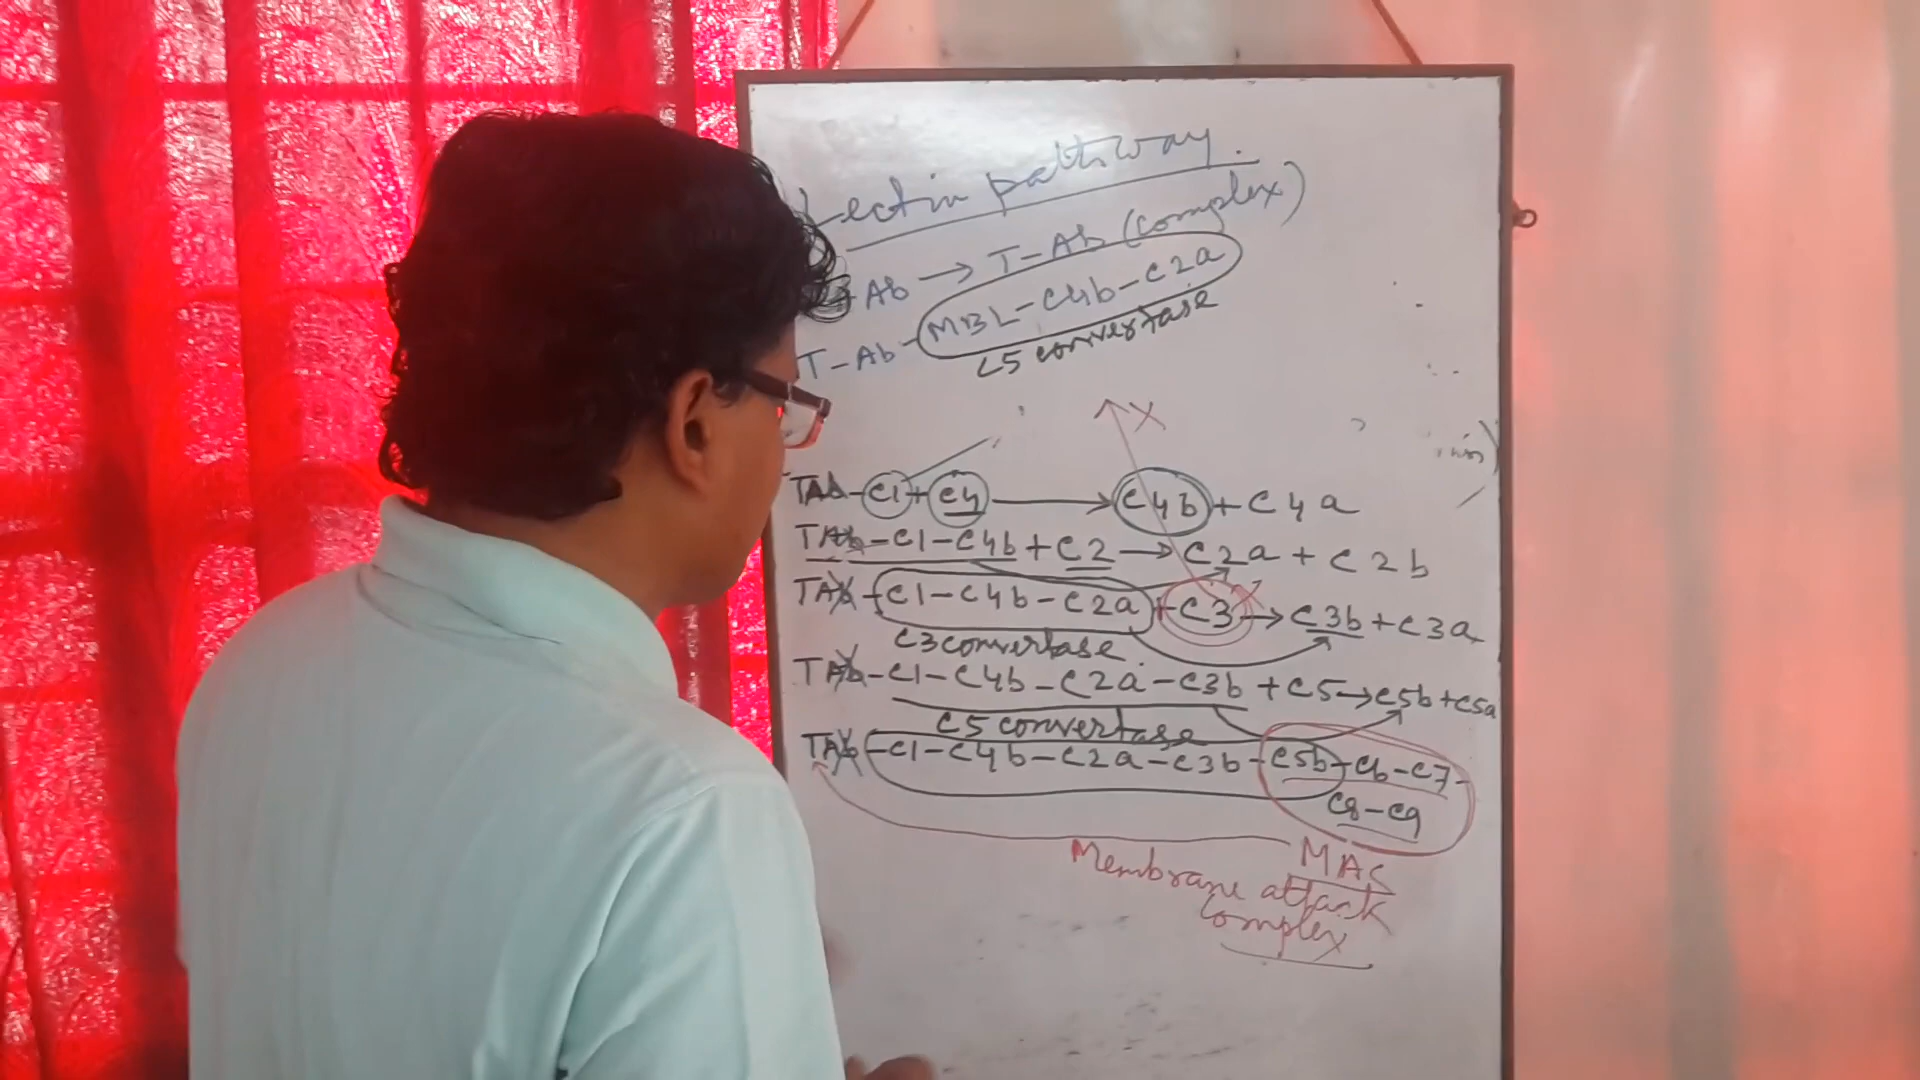 Lectin pathway.
Ab → T-Ab (complex)
T-Ab-MBL-C4b-C2a
C5 convertase
X
TAb-C1+C4 → C4b + C4a
TAb-C1-C4b+C2 → C2a + C2b
TAb-C1-C4b-C2a+C3 → C3b+C3a
C3 convertase
TAb-C1-C4b-C2a-C3b+C5→C5b+C5a
C5 convertase
TAb-C1-C4b-C2a-C3b-C5b-C6-C7-
C8-C9
MAC
Membrane attack
complex